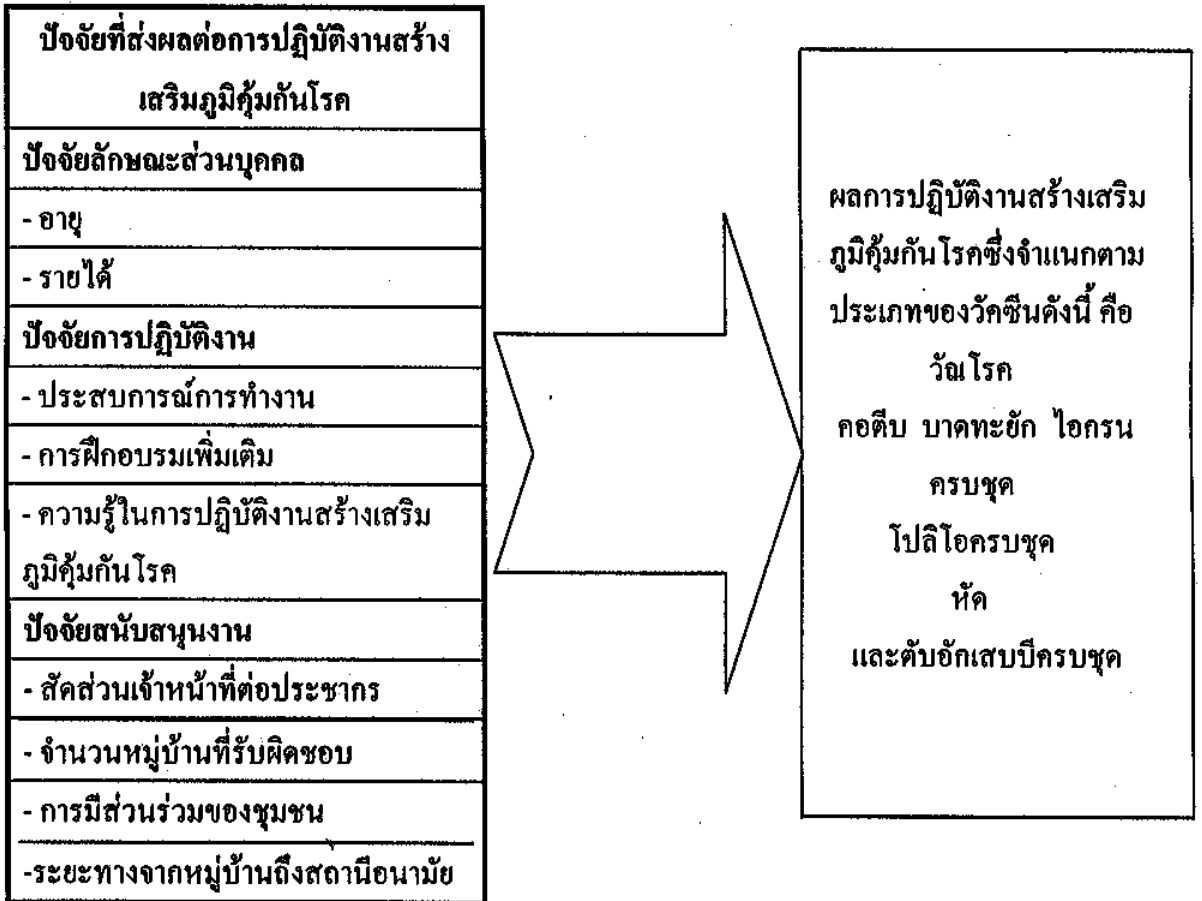 ปัจจัยที่ส่งผลต่อการปฏิบัติงานสร้าง
เสริมภูมิคุ้มกันโรค
ปัจจัยลักษณะส่วนบุคคล
- อายุ
- รายได้
ปัจจัยการปฏิบัติงาน
- ประสบการณ์การทำงาน
- การฝึกอบรมเพิ่มเติม
- ความรู้ในการปฏิบัติงานสร้างเสริม
ภูมิคุ้มกันโรค
ปัจจัยสนับสนุนงาน
- สัดส่วนเจ้าหน้าที่ต่อประชากร
- จำนวนหมู่บ้านที่รับผิดชอบ
- การมีส่วนร่วมของชุมชน
-ระยะทางจากหมู่บ้านถึงสถานีอนามัย
ผลการปฏิบัติงานสร้างเสริม
ภูมิคุ้มกันโรคซึ่งจำแนกตาม
ประเภทของวัคซีนดังนี้ คือ
วัณโรค
คอตีบ บาดทะยัก ไอกรน
ครบชุด
โปลิโอครบชุด
หัด
และตับอักเสบบีครบชุด